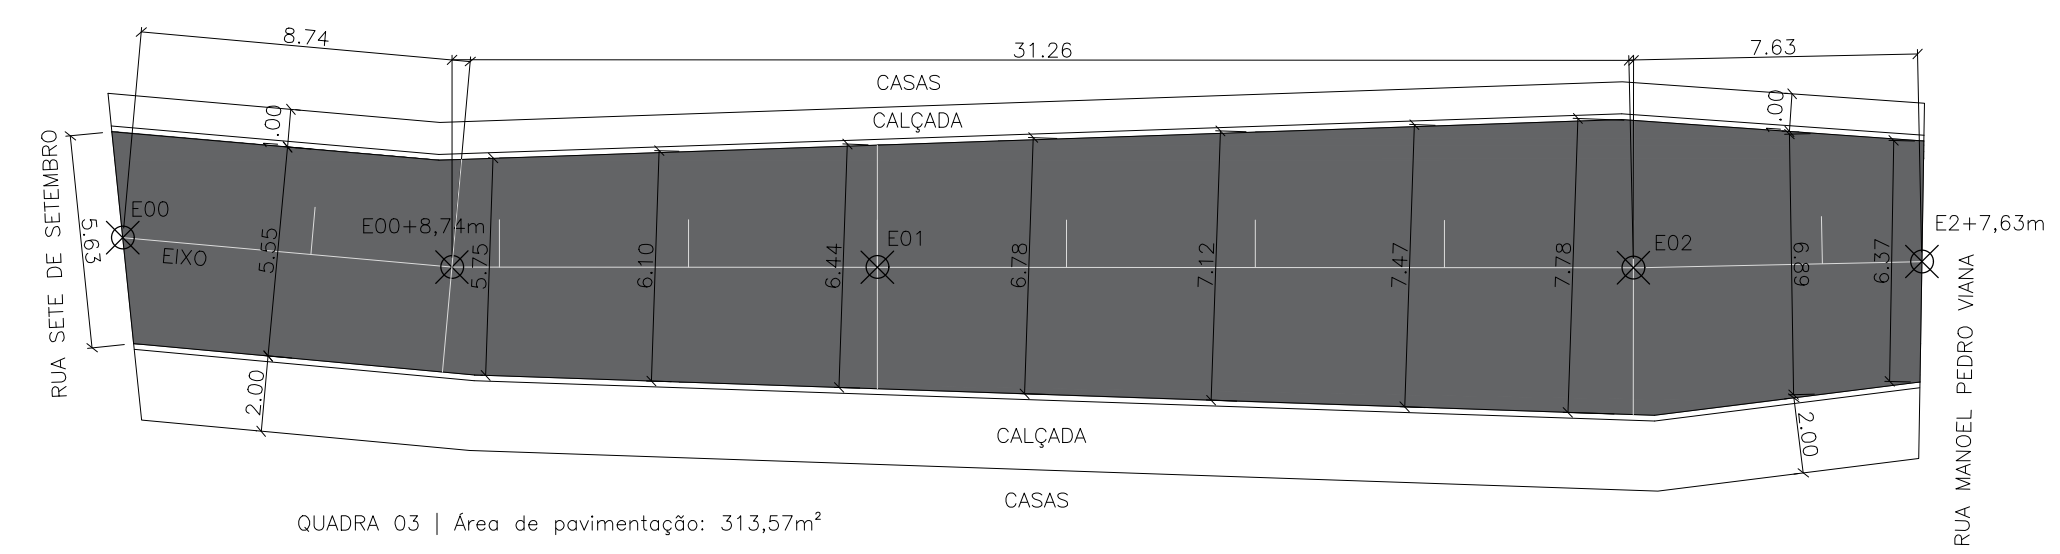 8.74
31.26
7.63
CASAS
CALÇADA
1.00
1.00
RUA SETE DE SETEMBRO
5.63
E00
EIXO
5.55
E00+8,74m
5.75
6.10
6.44
E01
6.78
7.12
7.47
7.78
E02
6.89
6.37
E2+7,63m
RUA MANOEL PEDRO VIANA
2.00
2.00
CALÇADA
CASAS
QUADRA 03 | Área de pavimentação: 313,57m²